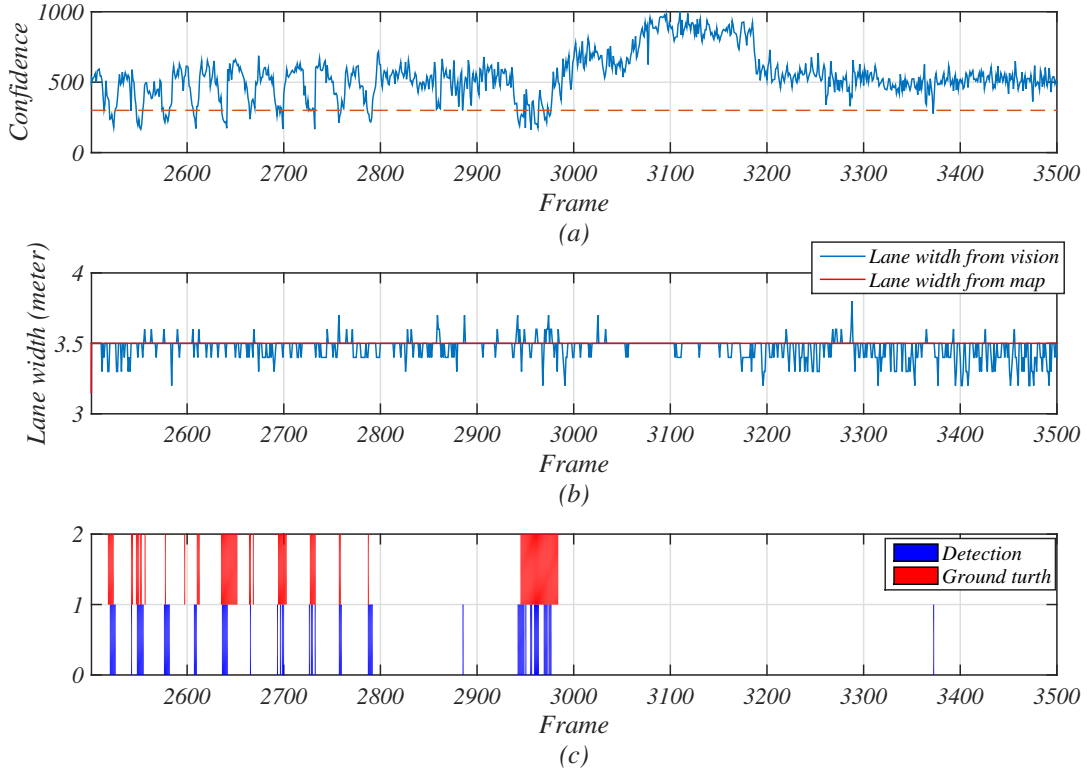 1000
500
0
Confidence
2600 2700 2800 2900 3000 3100 3200 3300 3400 3500
Frame
(a)
Lane witdh from vision
Lane width from map
4
3.5
3
Lane width (meter)
2600 2700 2800 2900 3000 3100 3200 3300 3400 3500
Frame
(b)
2
1
0
Detection
Ground turth
2600 2700 2800 2900 3000 3100 3200 3300 3400 3500
Frame
(c)